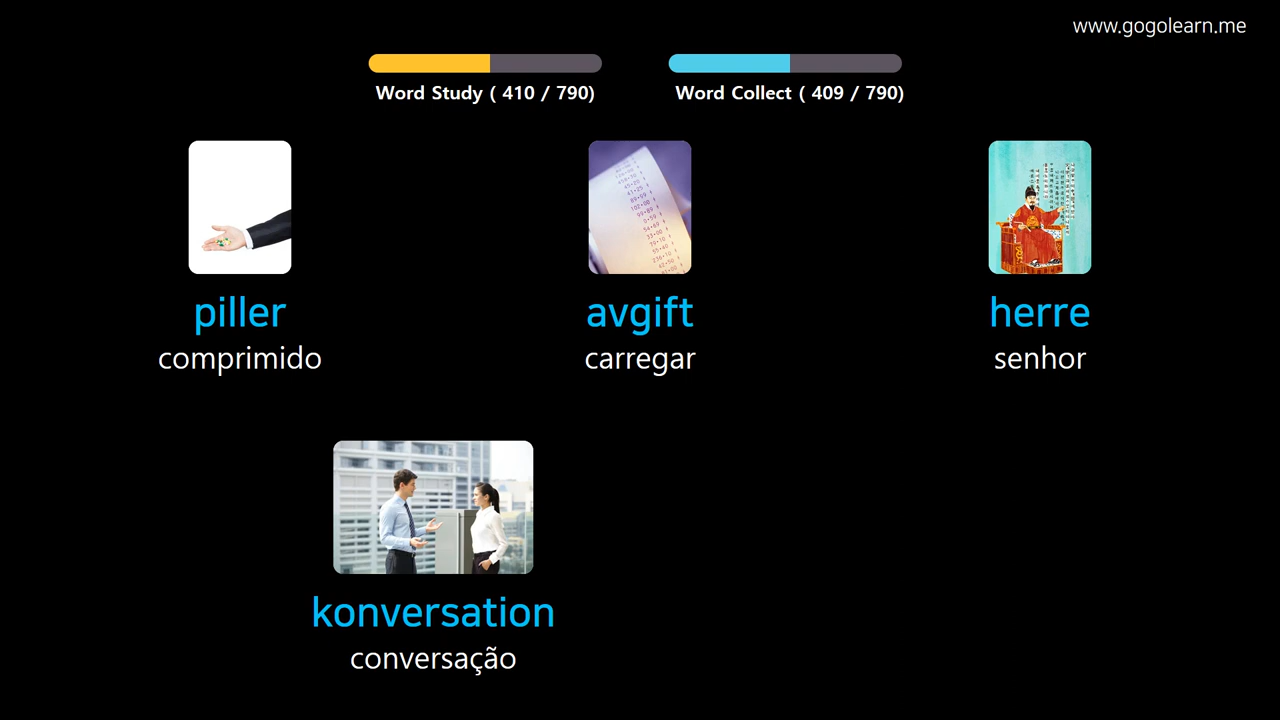 www.gogolearn.me
Word Study ( 410 / 790)
Word Collect ( 409 / 790)
piller
avgift
herre
comprimido
carregar
senhor
konversation
conversação